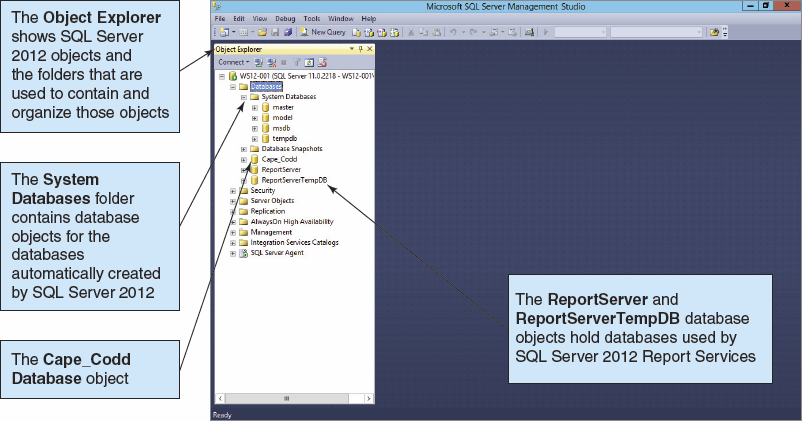 The Object Explorer
shows SQL Server
2012 objects and
the folders that are
used to contain and
organize those objects
The System
Databases folder
contains database
objects for the
databases
automatically created
by SQL Server 2012
The Cape_Codd
Database object
Microsoft SQL Server Management Studio
File Edit View Debug Tools Window Help
New Query
Object Explorer
Connect
WS12-001 (SQL Server 11.0.2218 - WS12-001\
Databases
System Databases
master
model
msdb
tempdb
Database Snapshots
Cape_Codd
ReportServer
ReportServerTempDB
Security
Server Objects
Replication
AlwaysOn High Availability
Management
Integration Services Catalogs
SQL Server Agent
Ready
The ReportServer and
ReportServerTempDB database
objects hold databases used by
SQL Server 2012 Report Services